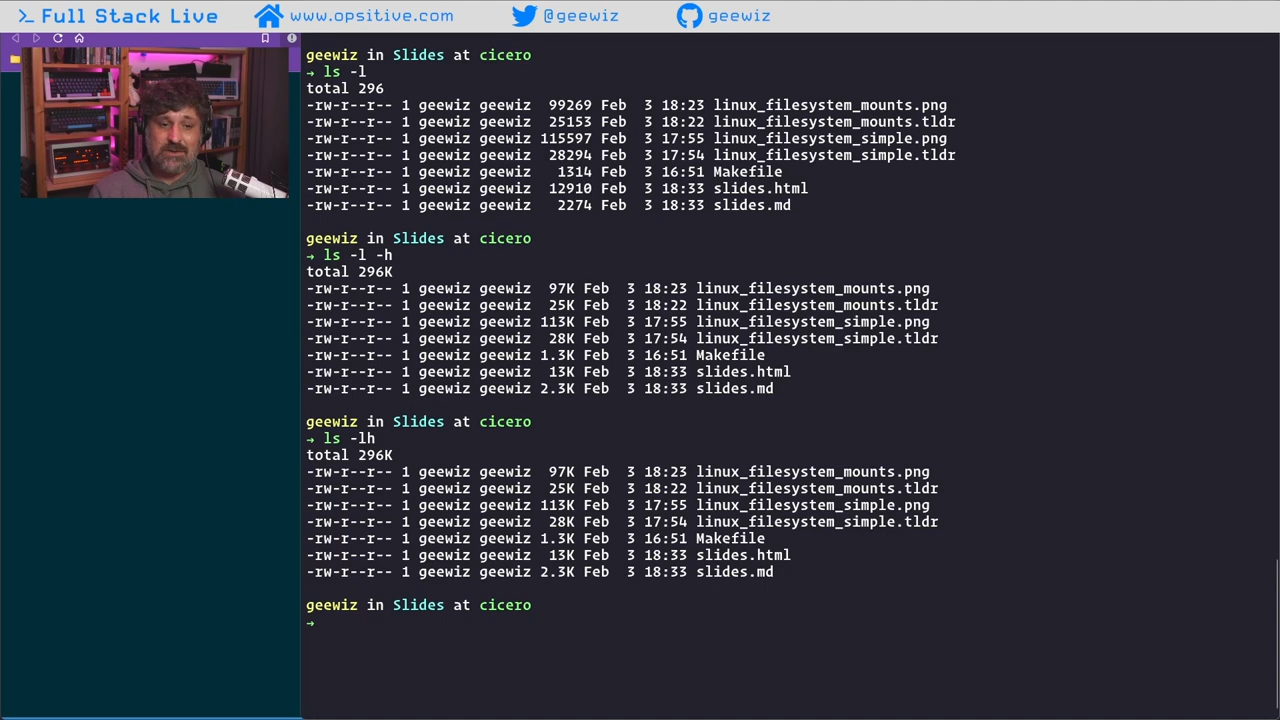 >_ Full Stack Live www.opsitive.com @geewiz geewiz
geewiz in Slides at cicero
→ ls -l
total 296
-rw-r--r-- 1 geewiz geewiz  99269 Feb  3 18:23 linux_filesystem_mounts.png
-rw-r--r-- 1 geewiz geewiz  25153 Feb  3 18:22 linux_filesystem_mounts.tldr
-rw-r--r-- 1 geewiz geewiz 115597 Feb  3 17:55 linux_filesystem_simple.png
-rw-r--r-- 1 geewiz geewiz  28294 Feb  3 17:54 linux_filesystem_simple.tldr
-rw-r--r-- 1 geewiz geewiz   1314 Feb  3 16:51 Makefile
-rw-r--r-- 1 geewiz geewiz  12910 Feb  3 18:33 slides.html
-rw-r--r-- 1 geewiz geewiz   2274 Feb  3 18:33 slides.md
geewiz in Slides at cicero
→ ls -l -h
total 296K
-rw-r--r-- 1 geewiz geewiz  97K Feb  3 18:23 linux_filesystem_mounts.png
-rw-r--r-- 1 geewiz geewiz  25K Feb  3 18:22 linux_filesystem_mounts.tldr
-rw-r--r-- 1 geewiz geewiz 113K Feb  3 17:55 linux_filesystem_simple.png
-rw-r--r-- 1 geewiz geewiz  28K Feb  3 17:54 linux_filesystem_simple.tldr
-rw-r--r-- 1 geewiz geewiz 1.3K Feb  3 16:51 Makefile
-rw-r--r-- 1 geewiz geewiz  13K Feb  3 18:33 slides.html
-rw-r--r-- 1 geewiz geewiz 2.3K Feb  3 18:33 slides.md
geewiz in Slides at cicero
→ ls -lh
total 296K
-rw-r--r-- 1 geewiz geewiz  97K Feb  3 18:23 linux_filesystem_mounts.png
-rw-r--r-- 1 geewiz geewiz  25K Feb  3 18:22 linux_filesystem_mounts.tldr
-rw-r--r-- 1 geewiz geewiz 113K Feb  3 17:55 linux_filesystem_simple.png
-rw-r--r-- 1 geewiz geewiz  28K Feb  3 17:54 linux_filesystem_simple.tldr
-rw-r--r-- 1 geewiz geewiz 1.3K Feb  3 16:51 Makefile
-rw-r--r-- 1 geewiz geewiz  13K Feb  3 18:33 slides.html
-rw-r--r-- 1 geewiz geewiz 2.3K Feb  3 18:33 slides.md
geewiz in Slides at cicero
→